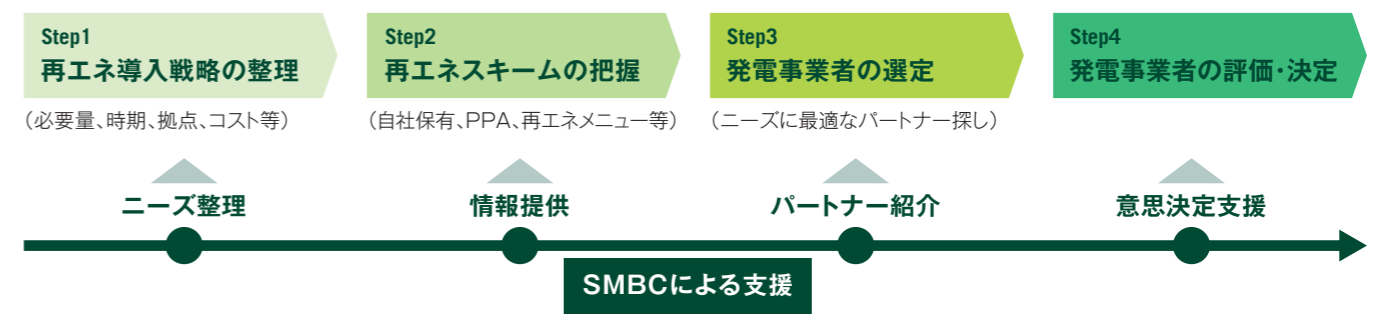 Step1
再エネ導入戦略の整理
（必要量、時期、拠点、コスト等）
Step2
再エネスキームの把握
（自社保有、PPA、再エネメニュー等）
Step3
発電事業者の選定
（ニーズに最適なパートナー探し）
Step4
発電事業者の評価・決定
ニーズ整理
情報提供
パートナー紹介
意思決定支援
SMBCによる支援